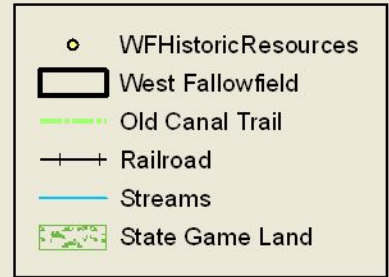 WFHistoricResources
West Fallowfield
Old Canal Trail
Railroad
Streams
State Game Land